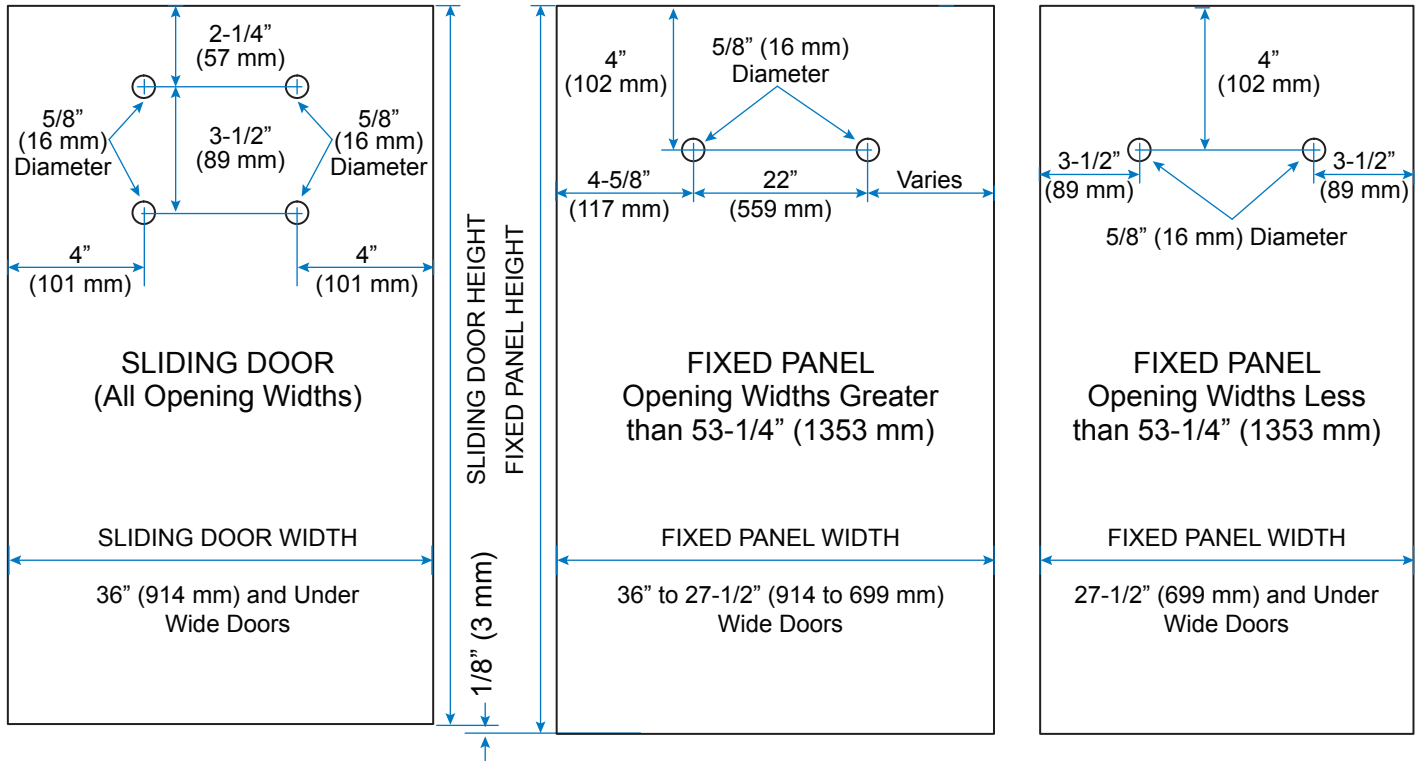 2-1/4”
(57 mm)
5/8”
(16 mm)
Diameter
3-1/2”
(89 mm)
5/8”
(16 mm)
Diameter
4”
(101 mm)
4”
(101 mm)
SLIDING DOOR
(All Opening Widths)
SLIDING DOOR WIDTH
36” (914 mm) and Under
Wide Doors
SLIDING DOOR HEIGHT
FIXED PANEL HEIGHT
1/8” (3 mm)
4”
(102 mm)
5/8” (16 mm)
Diameter
4-5/8”
(117 mm)
22”
(559 mm)
Varies
FIXED PANEL
Opening Widths Greater
than 53-1/4” (1353 mm)
FIXED PANEL WIDTH
36” to 27-1/2” (914 to 699 mm)
Wide Doors
4”
(102 mm)
3-1/2”
(89 mm)
3-1/2”
(89 mm)
5/8” (16 mm) Diameter
FIXED PANEL
Opening Widths Less
than 53-1/4” (1353 mm)
FIXED PANEL WIDTH
27-1/2” (699 mm) and Under
Wide Doors